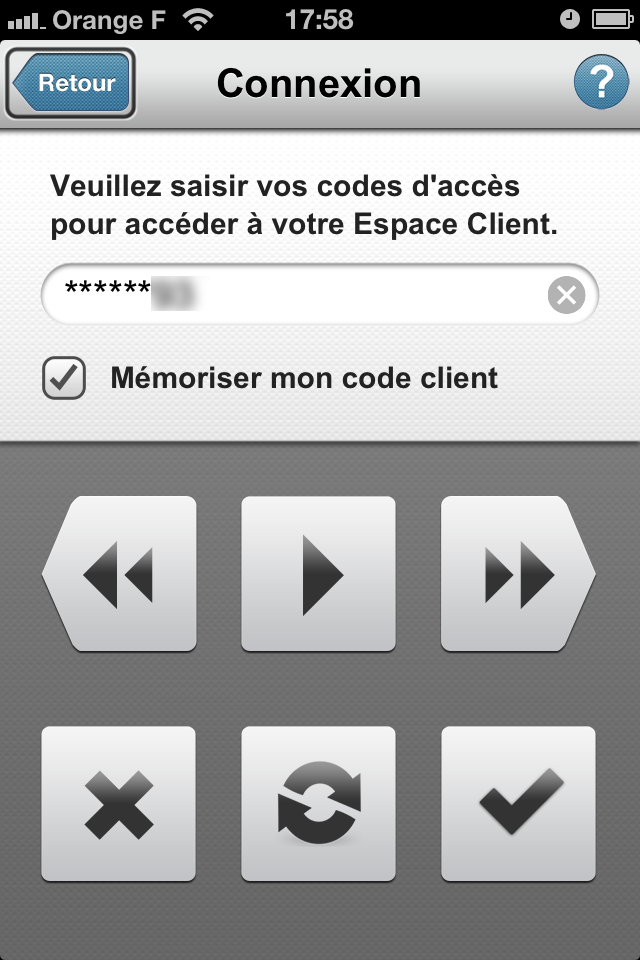 Orange F 17:58
Retour Connexion ?
Veuillez saisir vos codes d'accès
pour accéder à votre Espace Client.
******
Mémoriser mon code client